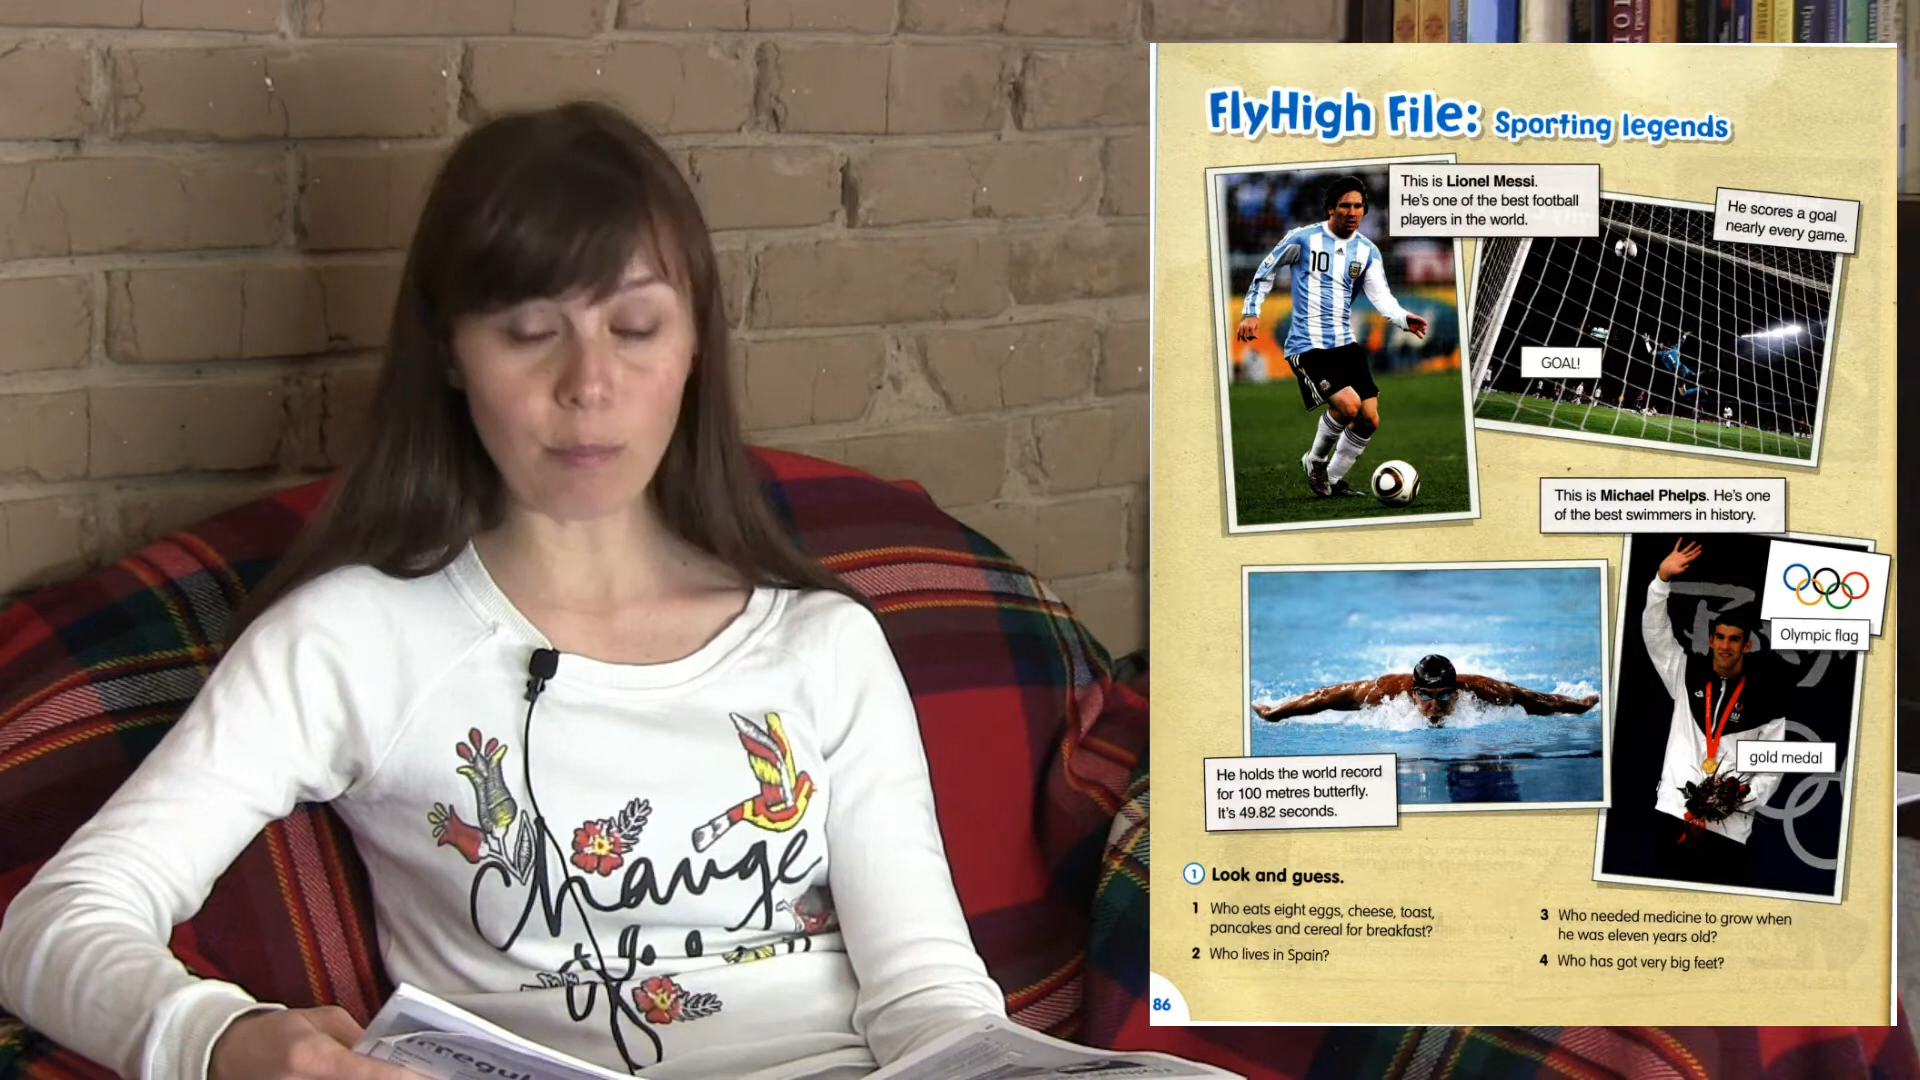 FlyHigh File: Sporting legends
This is Lionel Messi.
He's one of the best football
players in the world.
He scores a goal
nearly every game.
10
GOAL!
This is Michael Phelps. He's one
of the best swimmers in history.
Olympic flag
gold medal
He holds the world record
for 100 metres butterfly.
It's 49.82 seconds.
1 Look and guess.
1 Who eats eight eggs, cheese, toast,
pancakes and cereal for breakfast?
2 Who lives in Spain?
3 Who needed medicine to grow when
he was eleven years old?
4 Who has got very big feet?
86
change
of